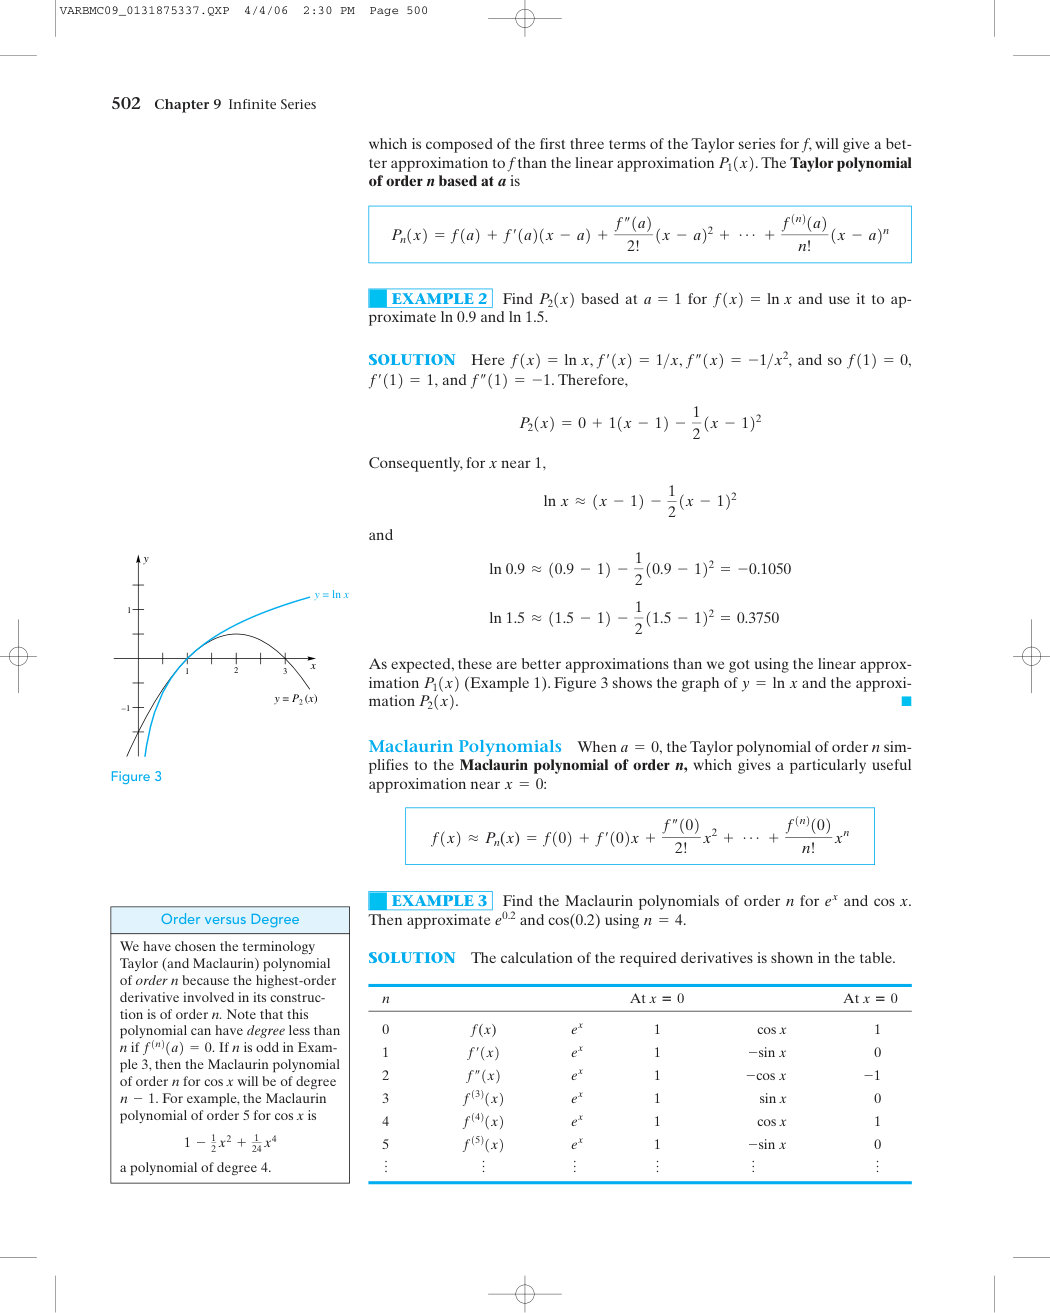 VARBMC09_0131875337.QXP 4/4/06 2:30 PM Page 500
502 Chapter 9 Infinite Series
which is composed of the first three terms of the Taylor series for f, will give a bet-
ter approximation to f than the linear approximation P₁(x). The Taylor polynomial
of order n based at a is
Pₙ(x) = f(a) + f′(a)(x − a) + f″(a)/2! (x − a)² + ⋯ + f⁽ⁿ⁾(a)/n! (x − a)ⁿ
EXAMPLE 2 Find P₂(x) based at a = 1 for f(x) = ln x and use it to ap-
proximate ln 0.9 and ln 1.5.
SOLUTION Here f(x) = ln x, f′(x) = 1/x, f″(x) = −1/x², and so f(1) = 0,
f′(1) = 1, and f″(1) = −1. Therefore,
P₂(x) = 0 + 1(x − 1) − 1/2 (x − 1)²
Consequently, for x near 1,
ln x ≈ (x − 1) − 1/2 (x − 1)²
and
ln 0.9 ≈ (0.9 − 1) − 1/2 (0.9 − 1)² = −0.1050
ln 1.5 ≈ (1.5 − 1) − 1/2 (1.5 − 1)² = 0.3750
As expected, these are better approximations than we got using the linear approx-
imation P₁(x) (Example 1). Figure 3 shows the graph of y = ln x and the approxi-
mation P₂(x).
y
y = ln x
1
1 2 3 x
y = P₂(x)
−1
Figure 3
Maclaurin Polynomials When a = 0, the Taylor polynomial of order n sim-
plifies to the Maclaurin polynomial of order n, which gives a particularly useful
approximation near x = 0:
f(x) ≈ Pₙ(x) = f(0) + f′(0)x + f″(0)/2! x² + ⋯ + f⁽ⁿ⁾(0)/n! xⁿ
EXAMPLE 3 Find the Maclaurin polynomials of order n for eˣ and cos x.
Then approximate e⁰·² and cos(0.2) using n = 4.
SOLUTION The calculation of the required derivatives is shown in the table.
n At x = 0 At x = 0
0 f(x) eˣ 1 cos x 1
1 f′(x) eˣ 1 −sin x 0
2 f″(x) eˣ 1 −cos x −1
3 f⁽³⁾(x) eˣ 1 sin x 0
4 f⁽⁴⁾(x) eˣ 1 cos x 1
5 f⁽⁵⁾(x) eˣ 1 −sin x 0
⋮ ⋮ ⋮ ⋮ ⋮ ⋮
Order versus Degree
We have chosen the terminology
Taylor (and Maclaurin) polynomial
of order n because the highest-order
derivative involved in its construc-
tion is of order n. Note that this
polynomial can have degree less than
n if f⁽ⁿ⁾(a) = 0. If n is odd in Exam-
ple 3, then the Maclaurin polynomial
of order n for cos x will be of degree
n − 1. For example, the Maclaurin
polynomial of order 5 for cos x is
1 − 1/2 x² + 1/24 x⁴
a polynomial of degree 4.